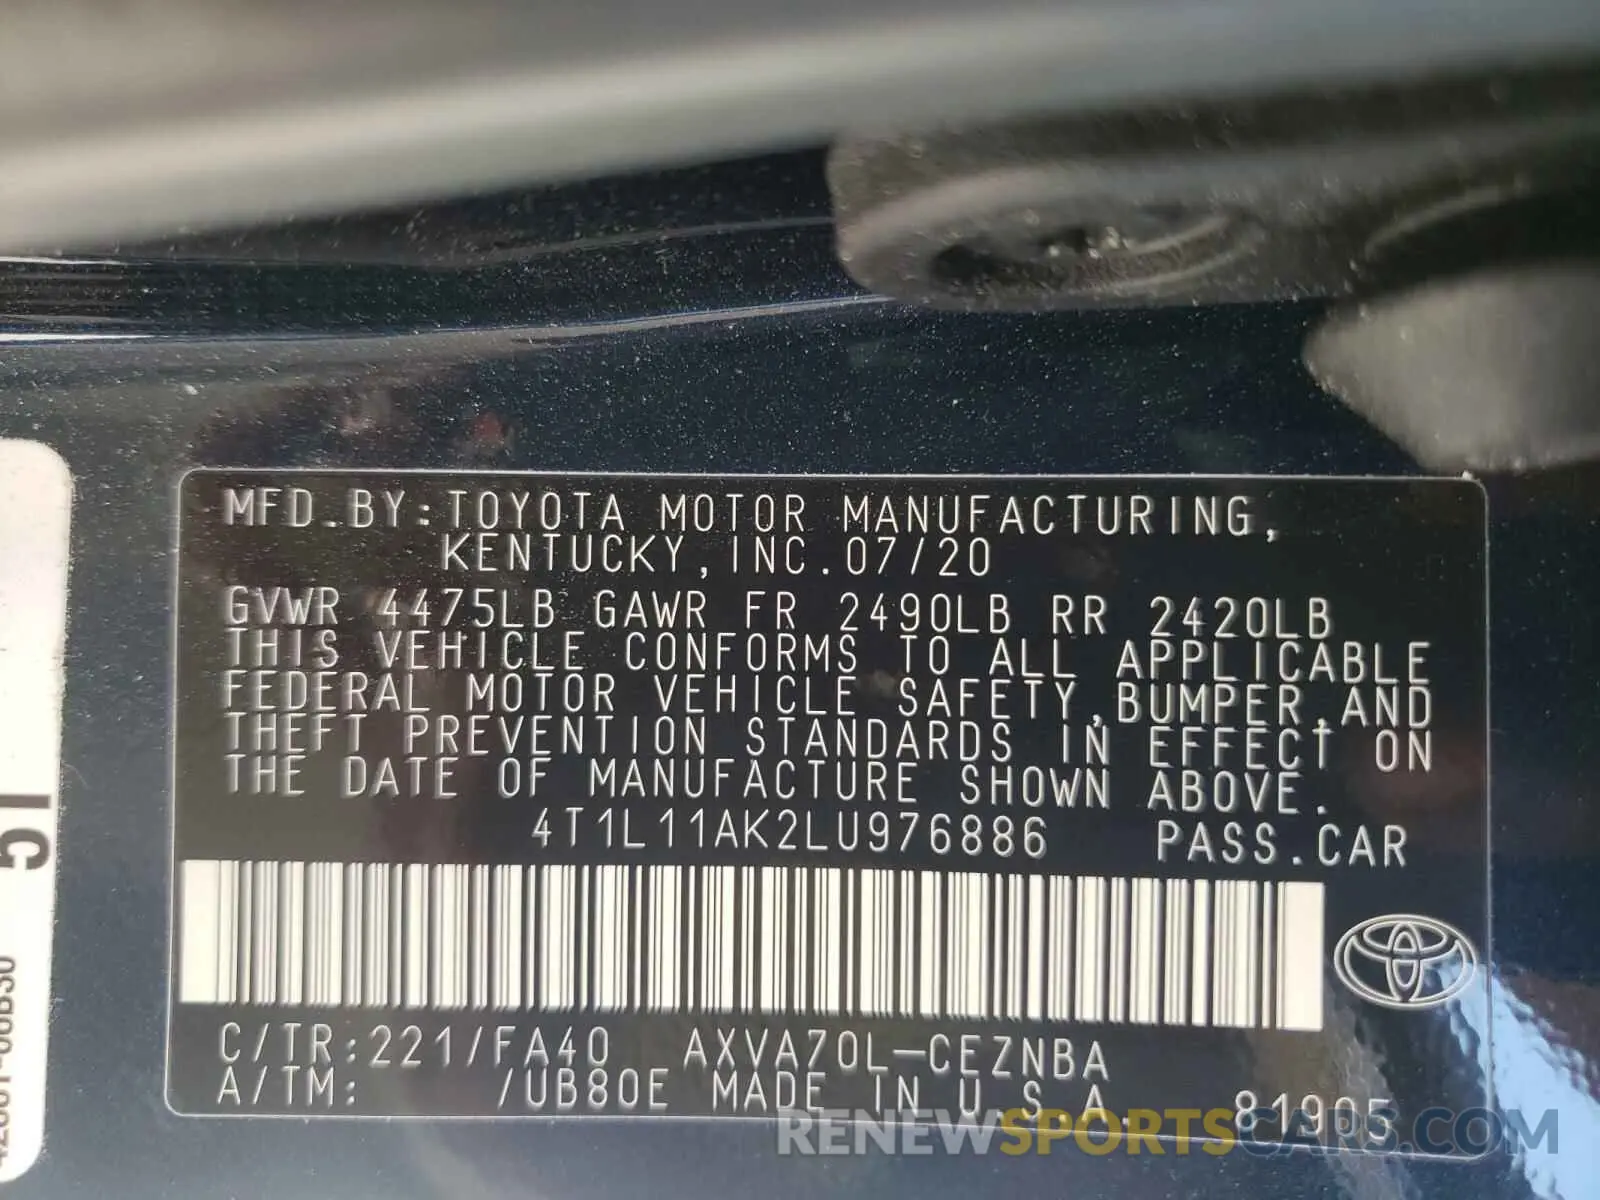 MFD.BY:TOYOTA MOTOR MANUFACTURING,
KENTUCKY,INC.07/20
GVWR 4475LB GAWR FR 2490LB RR 2420LB
THIS VEHICLE CONFORMS TO ALL APPLICABLE
FEDERAL MOTOR VEHICLE SAFETY,BUMPER,AND
THEFT PREVENTION STANDARDS IN EFFECT ON
THE DATE OF MANUFACTURE SHOWN ABOVE.
4T1L11AK2LU976886 PASS.CAR
C/TR:221/FA40 AXVA70L-CEZNBA
A/TM: /UB80E MADE IN U.S.A. 81905
RENEWSPORTSCARS.COM